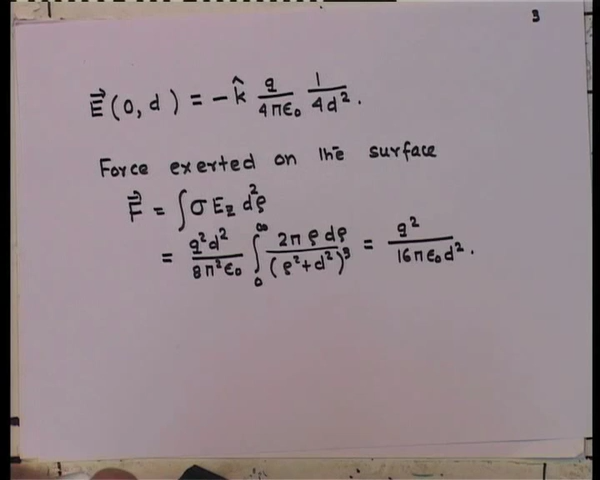 3
E⃗(0, d) = -k̂ q/4πϵ₀ 1/4d².
Force exerted on the surface
F⃗ = ∫σ E_z d²ρ
= q²d²/8π²ϵ₀ ∫₀^∞ 2πρ dρ/(ρ²+d²)³ = q²/16πϵ₀d².